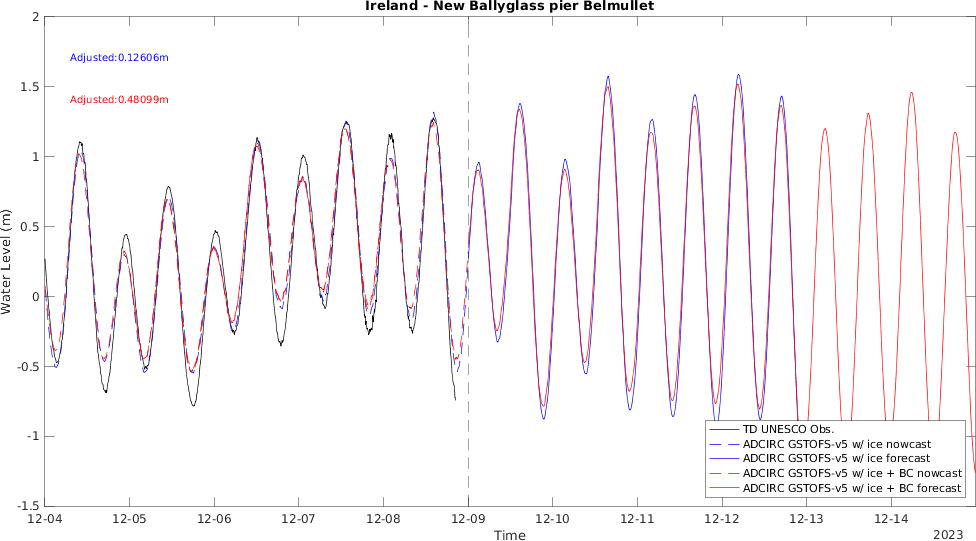 Ireland - New Ballyglass pier Belmullet
2
1.5
1
0.5
0
-0.5
-1
-1.5
Water Level (m)
Adjusted:0.12606m
Adjusted:0.48099m
TD UNESCO Obs.
ADCIRC GSTOFS-v5 w/ ice nowcast
ADCIRC GSTOFS-v5 w/ ice forecast
ADCIRC GSTOFS-v5 w/ ice + BC nowcast
ADCIRC GSTOFS-v5 w/ ice + BC forecast
12-04 12-05 12-06 12-07 12-08 12-09 12-10 12-11 12-12 12-13 12-14
Time
2023